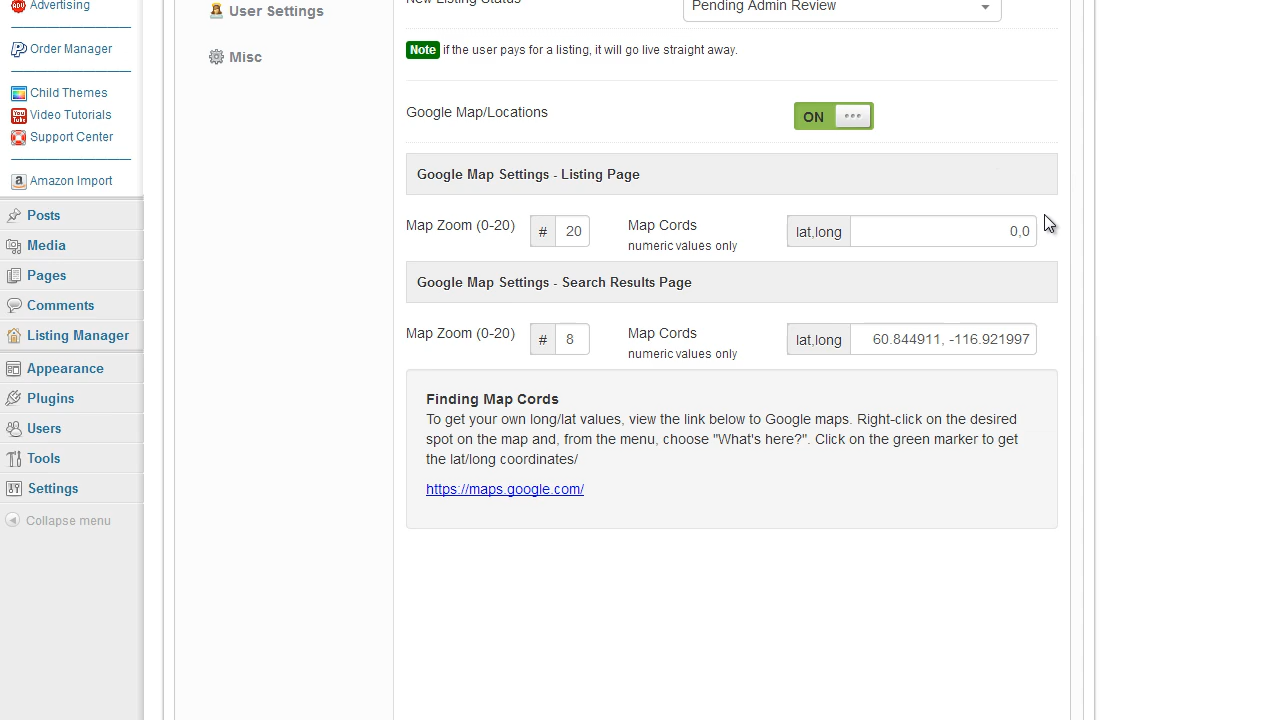 Advertising
Order Manager
Child Themes
Video Tutorials
Support Center
Amazon Import
Posts
Media
Pages
Comments
Listing Manager
Appearance
Plugins
Users
Tools
Settings
Collapse menu
User Settings
Misc
New Listing Status
Pending Admin Review
Note if the user pays for a listing, it will go live straight away.
Google Map/Locations
ON
Google Map Settings - Listing Page
Map Zoom (0-20) # 20 Map Cords lat,long 0,0
numeric values only
Google Map Settings - Search Results Page
Map Zoom (0-20) # 8 Map Cords lat,long 60.844911, -116.921997
numeric values only
Finding Map Cords
To get your own long/lat values, view the link below to Google maps. Right-click on the desired
spot on the map and, from the menu, choose "What's here?". Click on the green marker to get
the lat/long coordinates/
https://maps.google.com/